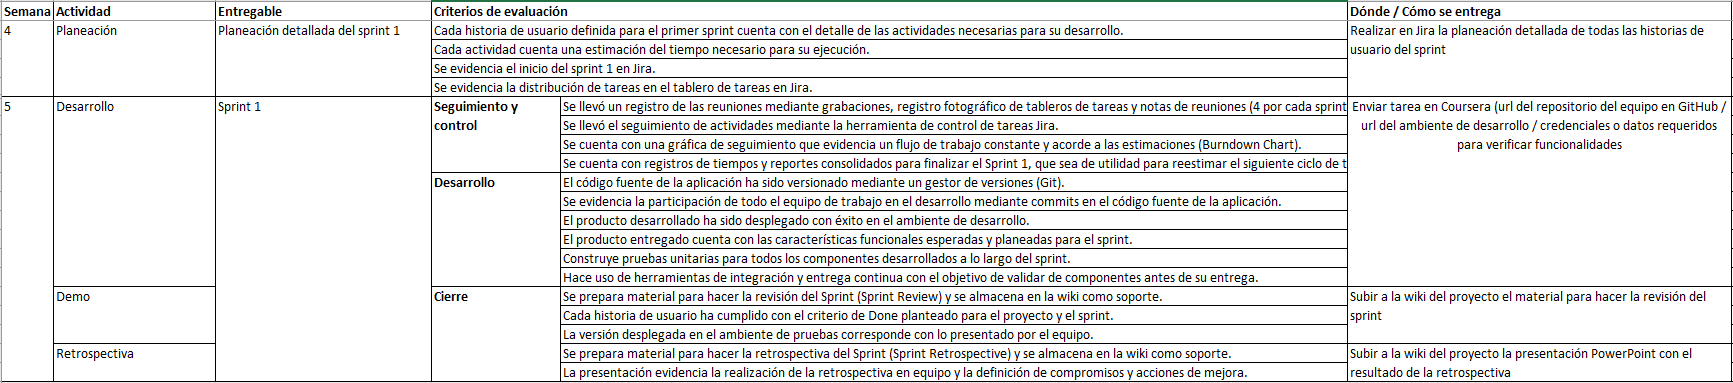 Semana Actividad Entregable Criterios de evaluación Dónde / Cómo se entrega
4 Planeación Planeación detallada del sprint 1 Cada historia de usuario definida para el primer sprint cuenta con el detalle de las actividades necesarias para su desarrollo. Realizar en Jira la planeación detallada de todas las historias de
Cada actividad cuenta una estimación del tiempo necesario para su ejecución. usuario del sprint
Se evidencia el inicio del sprint 1 en Jira.
Se evidencia la distribución de tareas en el tablero de tareas en Jira.
5 Desarrollo Sprint 1 Seguimiento y Se llevó un registro de las reuniones mediante grabaciones, registro fotográfico de tableros de tareas y notas de reuniones (4 por cada sprint Enviar tarea en Coursera (url del repositorio del equipo en GitHub /
control Se llevó el seguimiento de actividades mediante la herramienta de control de tareas Jira. url del ambiente de desarrollo / credenciales o datos requeridos
Se cuenta con una gráfica de seguimiento que evidencia un flujo de trabajo constante y acorde a las estimaciones (Burndown Chart). para verificar funcionalidades
Se cuenta con registros de tiempos y reportes consolidados para finalizar el Sprint 1, que sea de utilidad para reestimar el siguiente ciclo de t
Desarrollo El código fuente de la aplicación ha sido versionado mediante un gestor de versiones (Git).
Se evidencia la participación de todo el equipo de trabajo en el desarrollo mediante commits en el código fuente de la aplicación.
El producto desarrollado ha sido desplegado con éxito en el ambiente de desarrollo.
El producto entregado cuenta con las características funcionales esperadas y planeadas para el sprint.
Construye pruebas unitarias para todos los componentes desarrollados a lo largo del sprint.
Hace uso de herramientas de integración y entrega continua con el objetivo de validar de componentes antes de su entrega.
Demo Cierre Se prepara material para hacer la revisión del Sprint (Sprint Review) y se almacena en la wiki como soporte. Subir a la wiki del proyecto el material para hacer la revisión del
Cada historia de usuario ha cumplido con el criterio de Done planteado para el proyecto y el sprint. sprint
La versión desplegada en el ambiente de pruebas corresponde con lo presentado por el equipo.
Retrospectiva Se prepara material para hacer la retrospectiva del Sprint (Sprint Retrospective) y se almacena en la wiki como soporte. Subir a la wiki del proyecto la presentación PowerPoint con el
La presentación evidencia la realización de la retrospectiva en equipo y la definición de compromisos y acciones de mejora. resultado de la retrospectiva